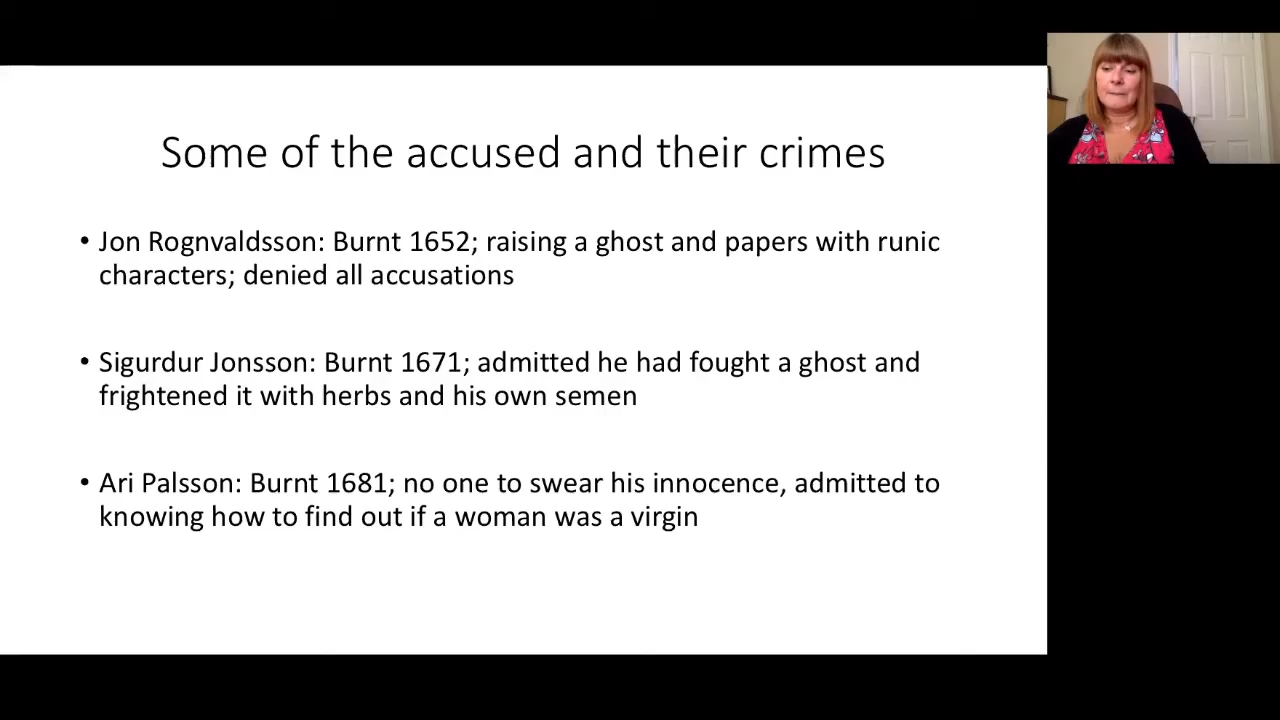 Some of the accused and their crimes
• Jon Rognvaldsson: Burnt 1652; raising a ghost and papers with runic
characters; denied all accusations
• Sigurdur Jonsson: Burnt 1671; admitted he had fought a ghost and
frightened it with herbs and his own semen
• Ari Palsson: Burnt 1681; no one to swear his innocence, admitted to
knowing how to find out if a woman was a virgin